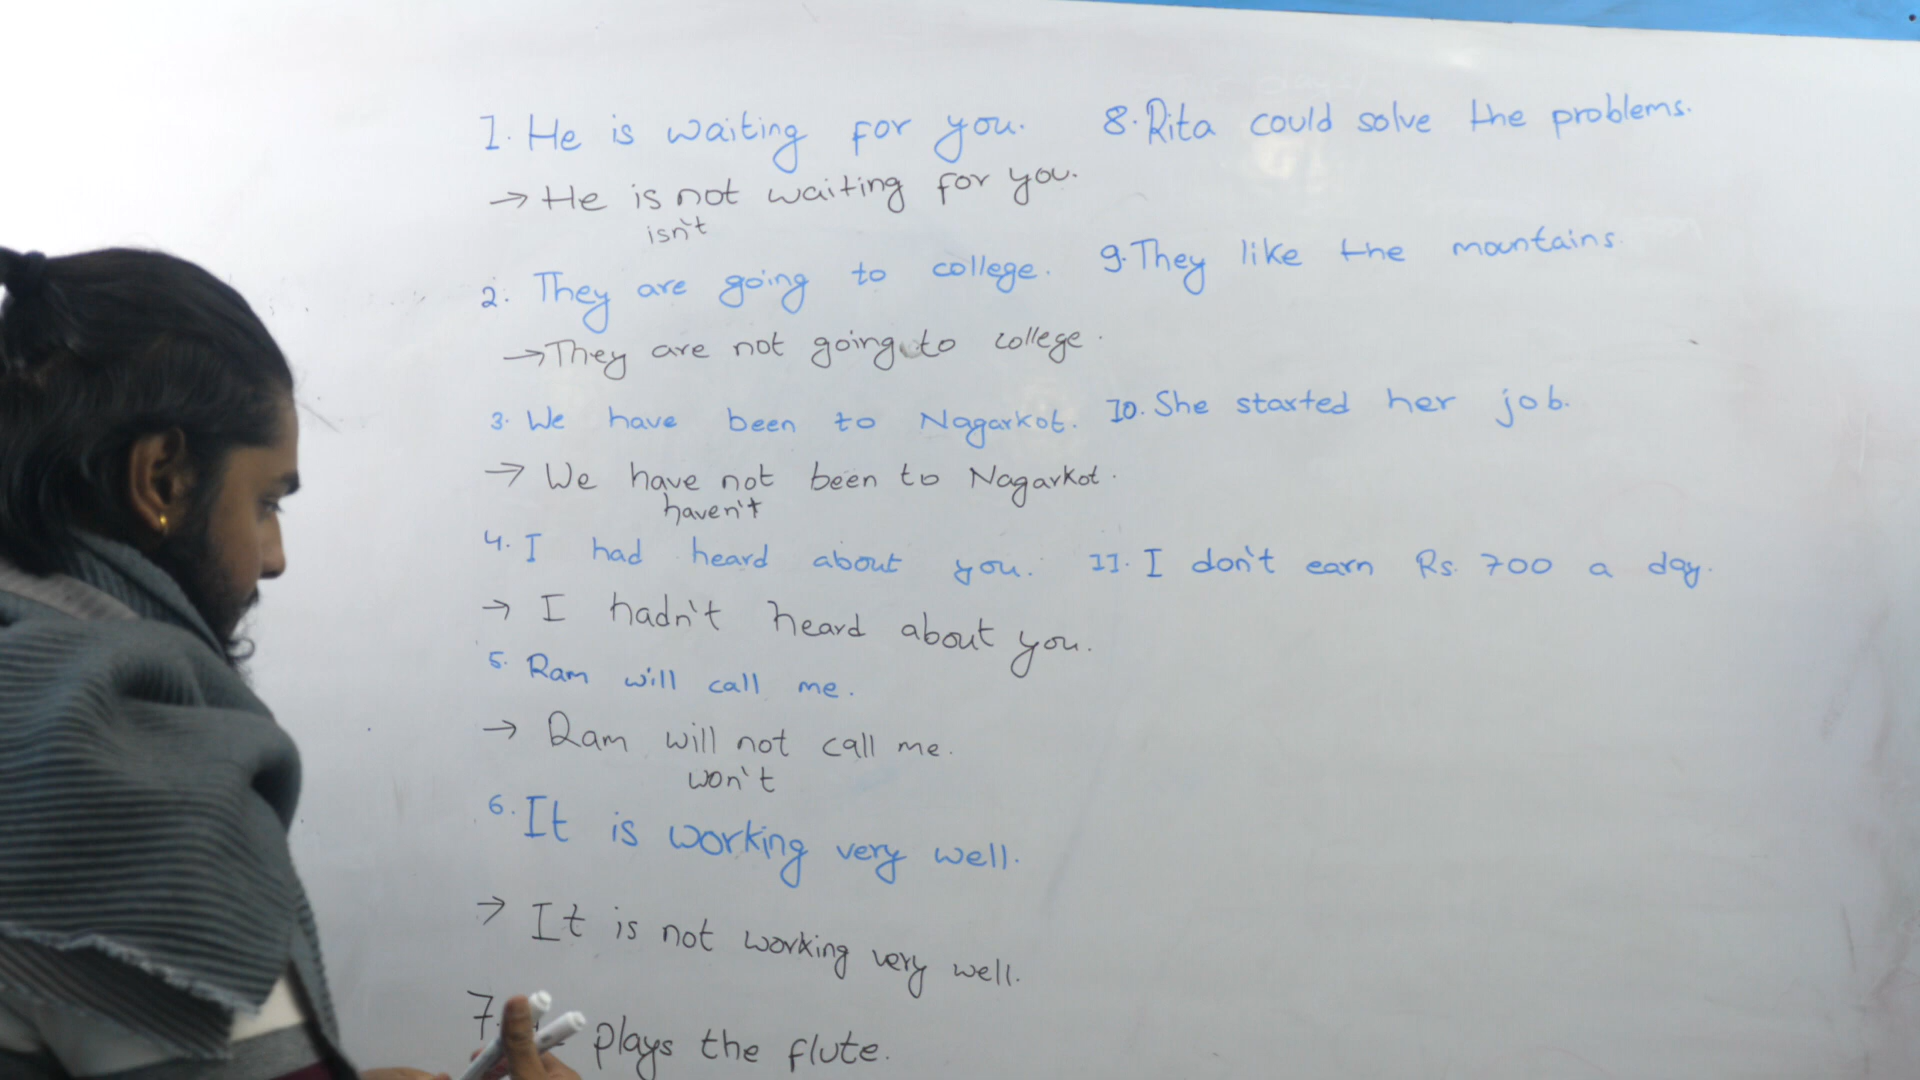 1. He is waiting for you.
→ He is not waiting for you.
isn't
2. They are going to college.
→ They are not going to college.
3. We have been to Nagarkot.
→ We have not been to Nagarkot.
haven't
4. I had heard about you.
→ I hadn't heard about you.
5. Ram will call me.
→ Ram will not call me.
won't
6. It is working very well.
→ It is not working very well.
7. plays the flute.
8. Rita could solve the problems.
9. They like the mountains.
10. She started her job.
11. I don't earn Rs. 700 a day.